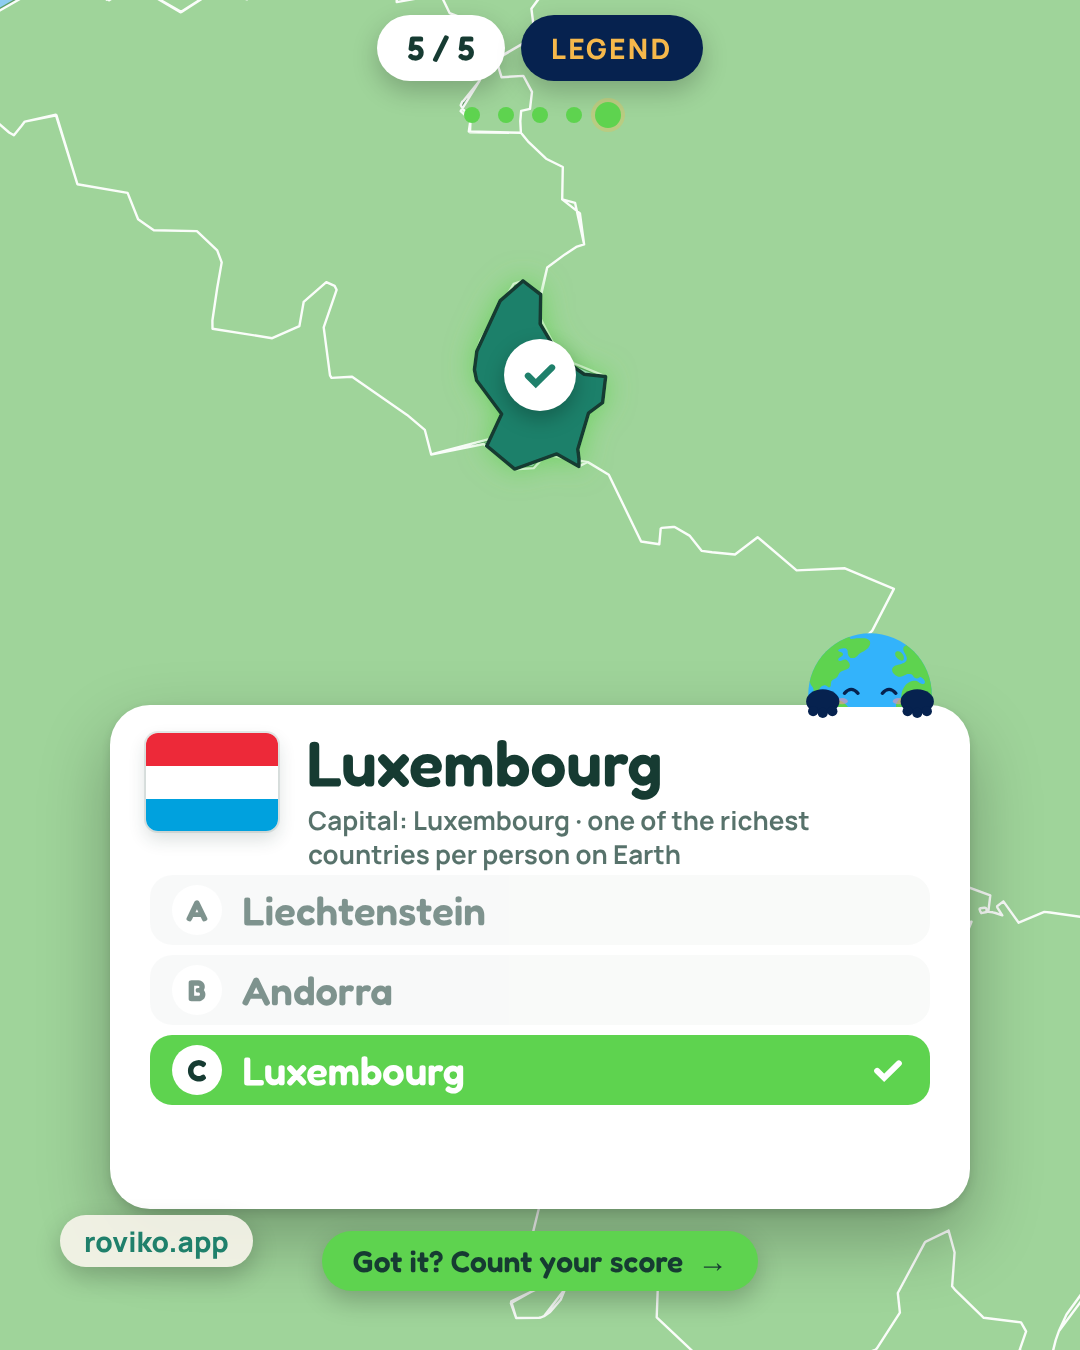 5 / 5
LEGEND
Luxembourg
Capital: Luxembourg · one of the richest
countries per person on Earth
A Liechtenstein
B Andorra
C Luxembourg
roviko.app
Got it? Count your score →